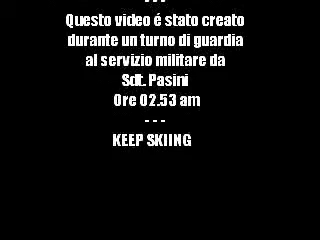 - - -
Questo video é stato creato
durante un turno di guardia
al servizio militare da
Sdt. Pasini
Ore 02.53 am
- - -
KEEP SKIING